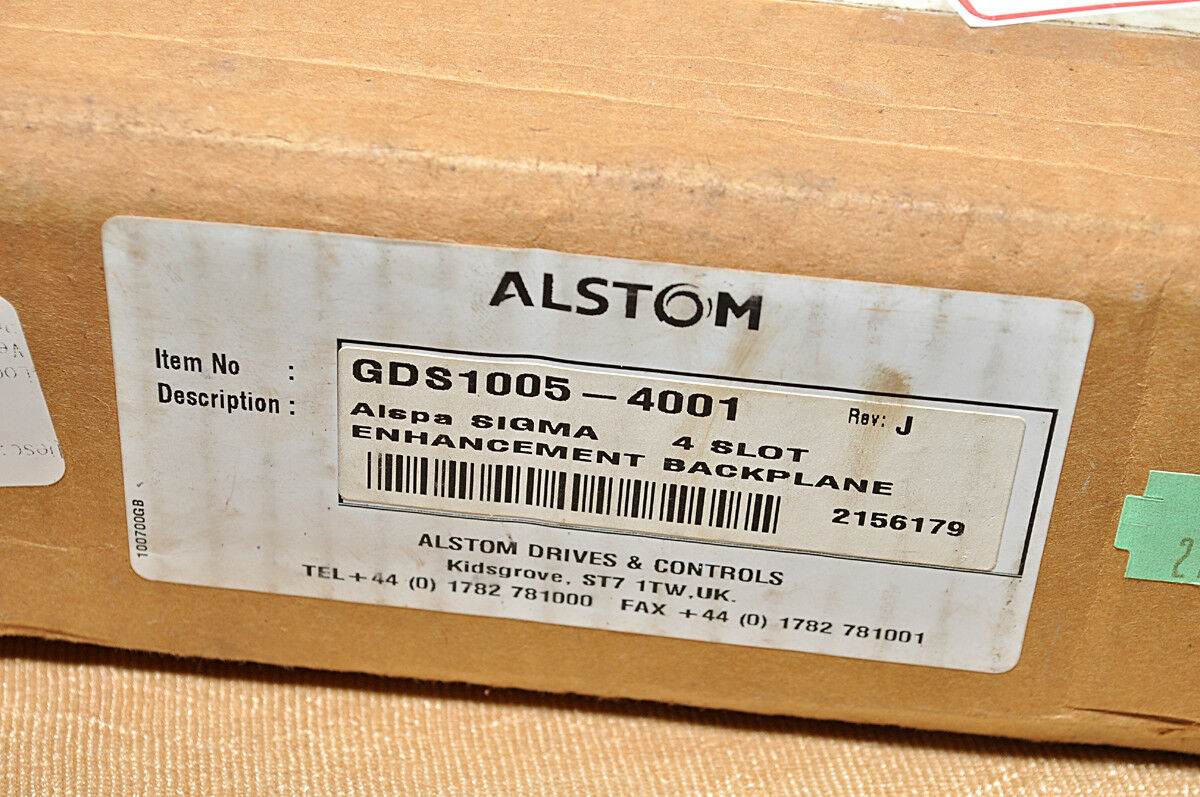 ALSTOM
Item No : GDS1005-4001 Rev: J
Description : Alspa SIGMA 4 SLOT
ENHANCEMENT BACKPLANE
2156179
100700GB
ALSTOM DRIVES & CONTROLS
Kidsgrove, ST7 1TW,UK.
TEL+44 (0) 1782 781000 FAX +44 (0) 1782 781001